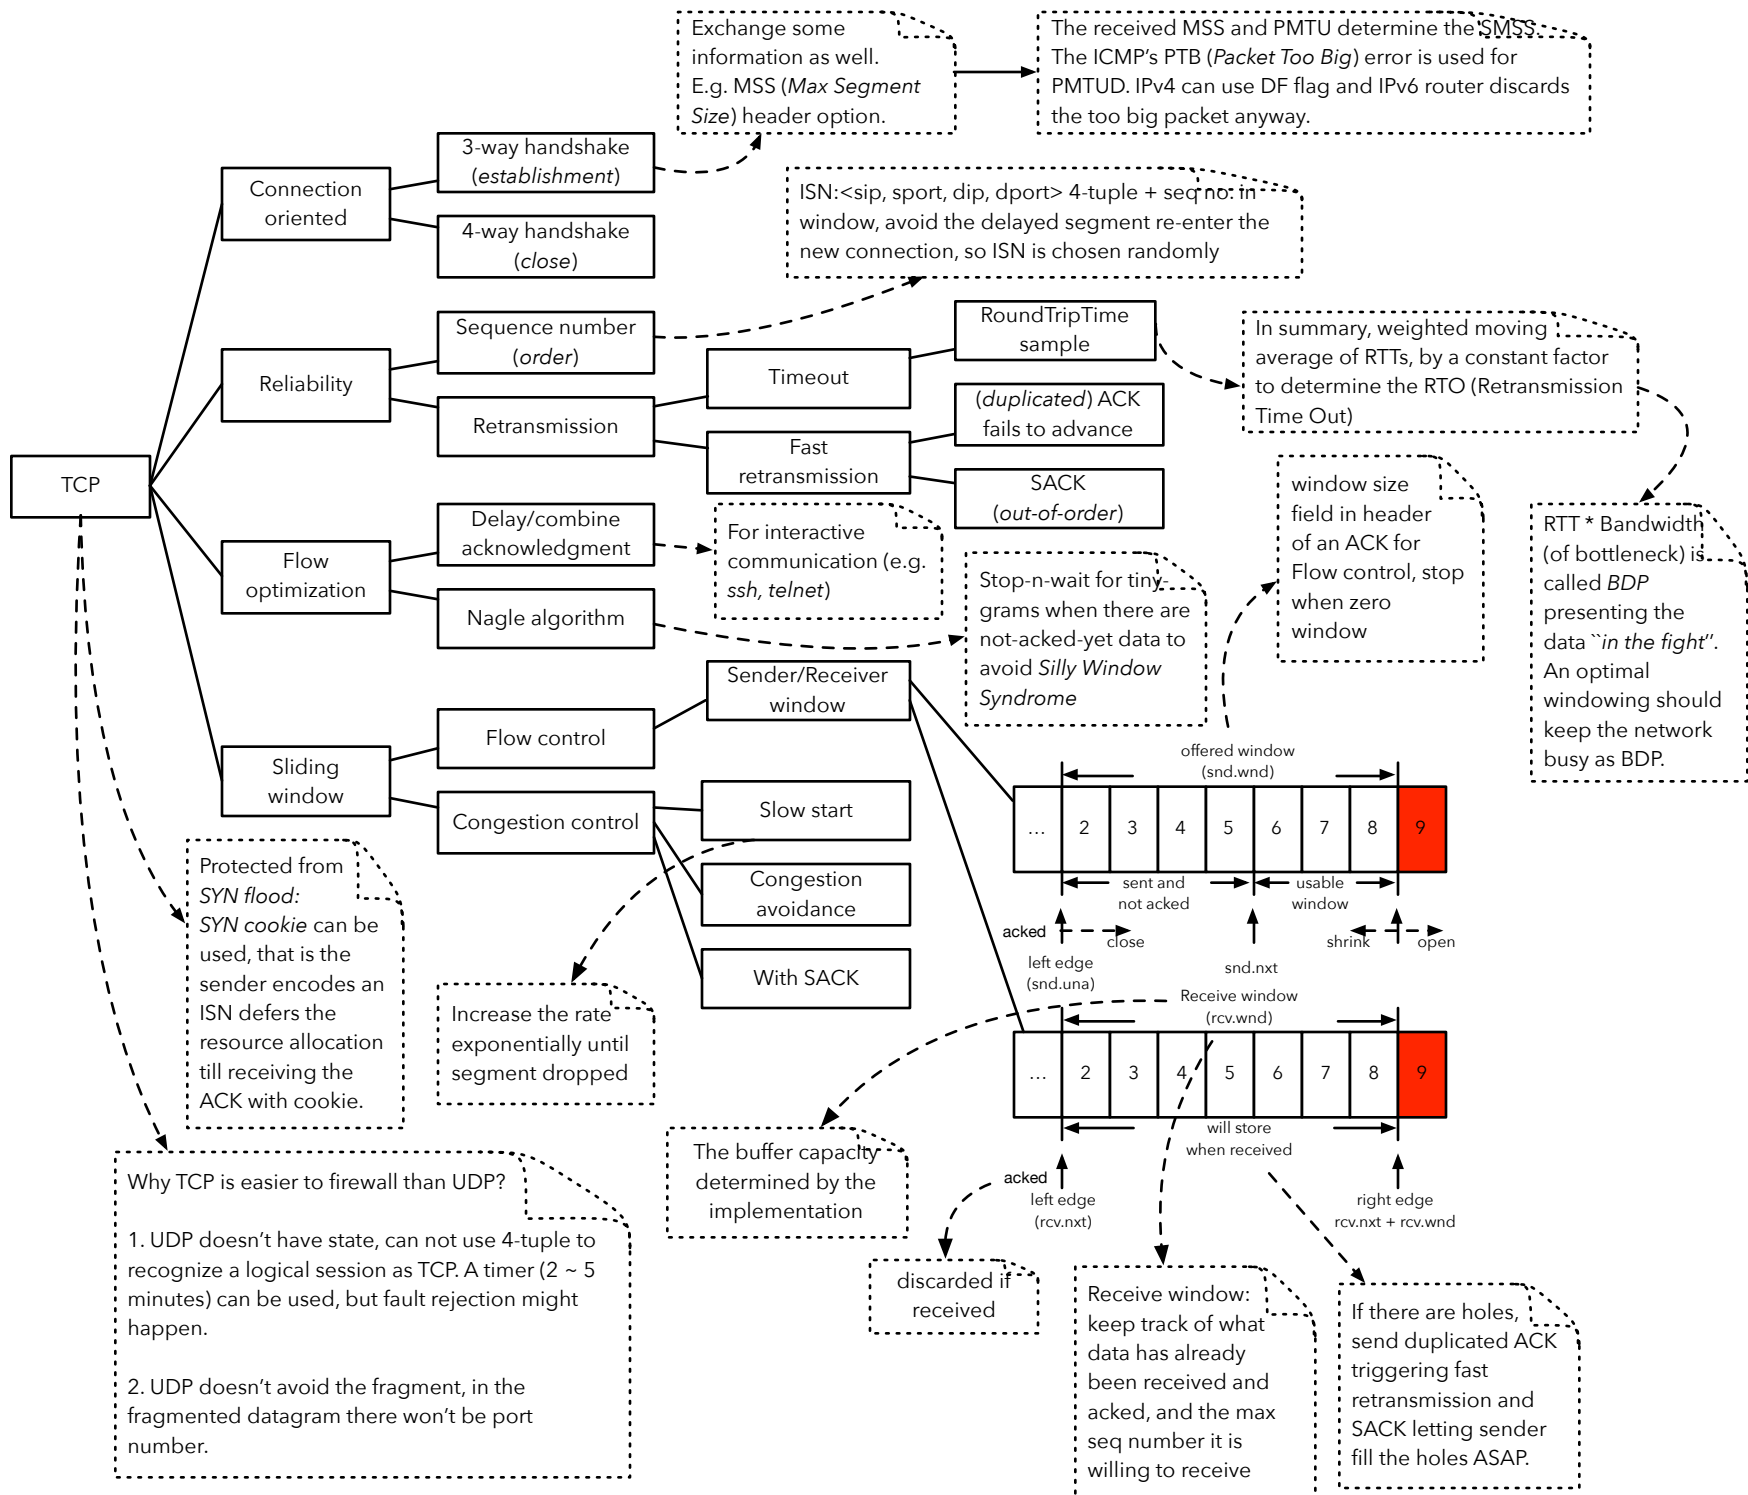 Exchange some
information as well.
E.g. MSS (Max Segment
Size) header option.
The received MSS and PMTU determine the SMSS.
The ICMP's PTB (Packet Too Big) error is used for
PMTUD. IPv4 can use DF flag and IPv6 router discards
the too big packet anyway.
3-way handshake
(establishment)
Connection
oriented
4-way handshake
(close)
ISN:<sip, sport, dip, dport> 4-tuple + seq no. in
window, avoid the delayed segment re-enter the
new connection, so ISN is chosen randomly
Sequence number
(order)
Reliability
Retransmission
Timeout
RoundTripTime
sample
In summary, weighted moving
average of RTTs, by a constant factor
to determine the RTO (Retransmission
Time Out)
(duplicated) ACK
fails to advance
Fast
retransmission
SACK
(out-of-order)
TCP
window size
field in header
of an ACK for
Flow control, stop
when zero
window
RTT * Bandwidth
(of bottleneck) is
called BDP
presenting the
data ``in the fight''.
An optimal
windowing should
keep the network
busy as BDP.
Delay/combine
acknowledgment
For interactive
communication (e.g.
ssh, telnet)
Flow
optimization
Nagle algorithm
Stop-n-wait for tiny-
grams when there are
not-acked-yet data to
avoid Silly Window
Syndrome
Sender/Receiver
window
Flow control
Sliding
window
Congestion control
Slow start
Congestion
avoidance
With SACK
offered window
(snd.wnd)
... 2 3 4 5 6 7 8 9
sent and
not acked
usable
window
acked
close
shrink
open
left edge
(snd.una)
snd.nxt
Protected from
SYN flood:
SYN cookie can be
used, that is the
sender encodes an
ISN defers the
resource allocation
till receiving the
ACK with cookie.
Increase the rate
exponentially until
segment dropped
Receive window
(rcv.wnd)
... 2 3 4 5 6 7 8 9
will store
when received
acked
left edge
(rcv.nxt)
right edge
rcv.nxt + rcv.wnd
The buffer capacity
determined by the
implementation
Why TCP is easier to firewall than UDP?
1. UDP doesn't have state, can not use 4-tuple to
recognize a logical session as TCP. A timer (2 ~ 5
minutes) can be used, but fault rejection might
happen.
2. UDP doesn't avoid the fragment, in the
fragmented datagram there won't be port
number.
discarded if
received
Receive window:
keep track of what
data has already
been received and
acked, and the max
seq number it is
willing to receive
If there are holes,
send duplicated ACK
triggering fast
retransmission and
SACK letting sender
fill the holes ASAP.